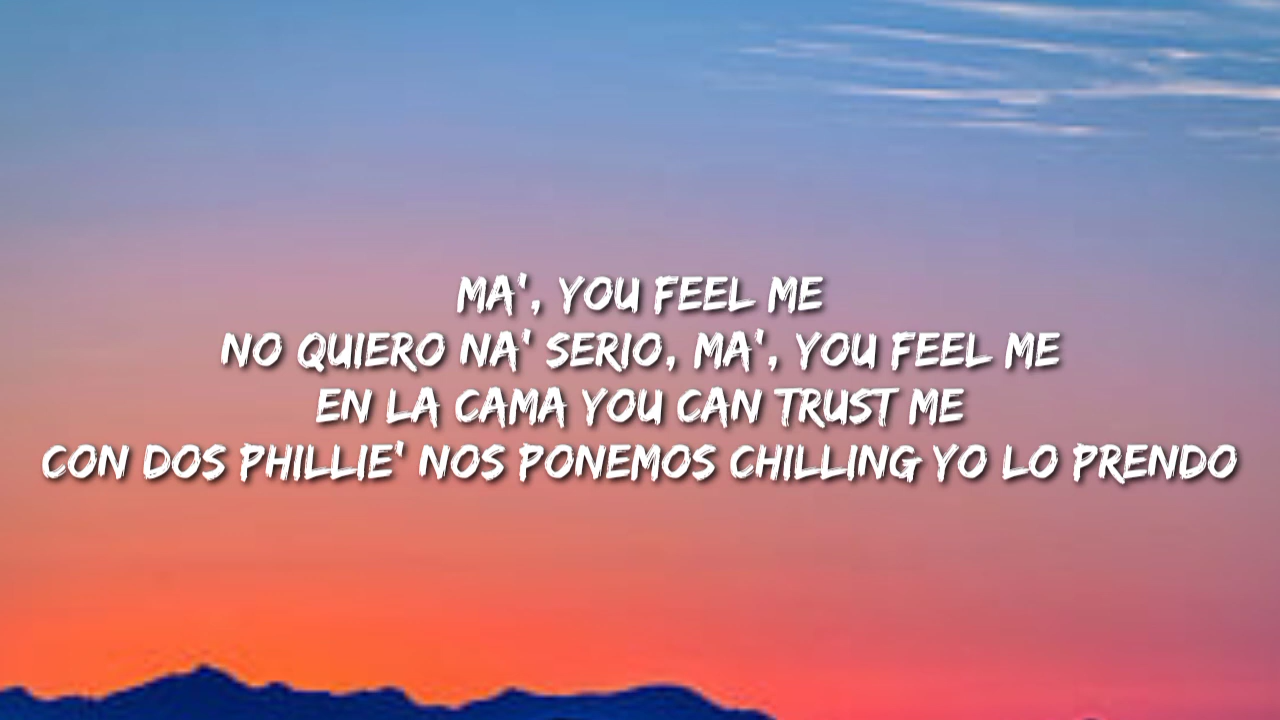 MA', YOU FEEL ME
NO QUIERO NA' SERIO, MA', YOU FEEL ME
EN LA CAMA YOU CAN TRUST ME
CON DOS PHILLIE' NOS PONEMOS CHILLING YO LO PRENDO